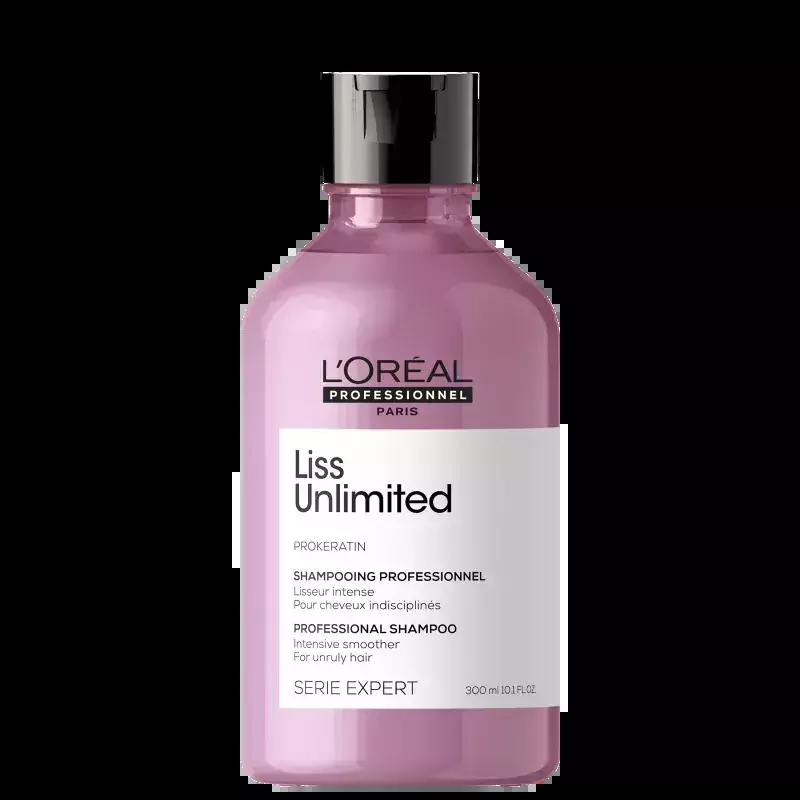 L'ORÉAL
PROFESSIONNEL
PARIS
Liss
Unlimited
PROKERATIN
SHAMPOOING PROFESSIONNEL
Lisseur intense
Pour cheveux indisciplinés
PROFESSIONAL SHAMPOO
Intensive smoother
For unruly hair
SERIE EXPERT
300 ml 10.1 FL.OZ.